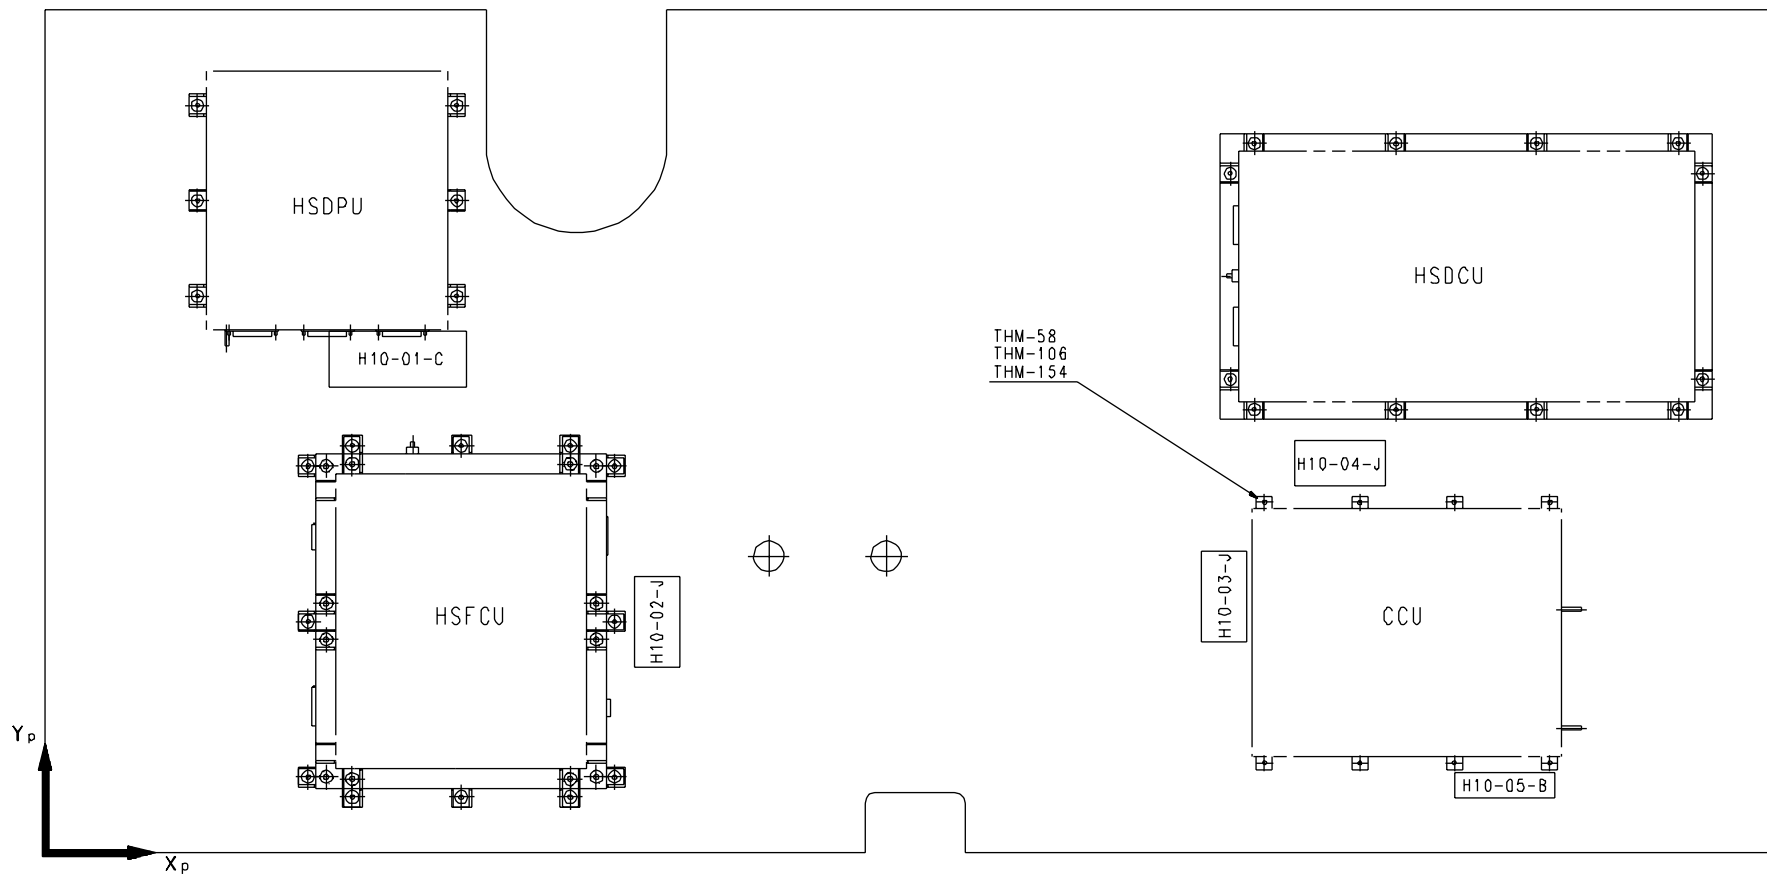 HSDPU
HSDCU
H10-01-C
THM-58
THM-106
THM-154
H10-04-J
H10-03-J
H10-02-J
HSFCU
CCU
Yp
H10-05-B
Xp